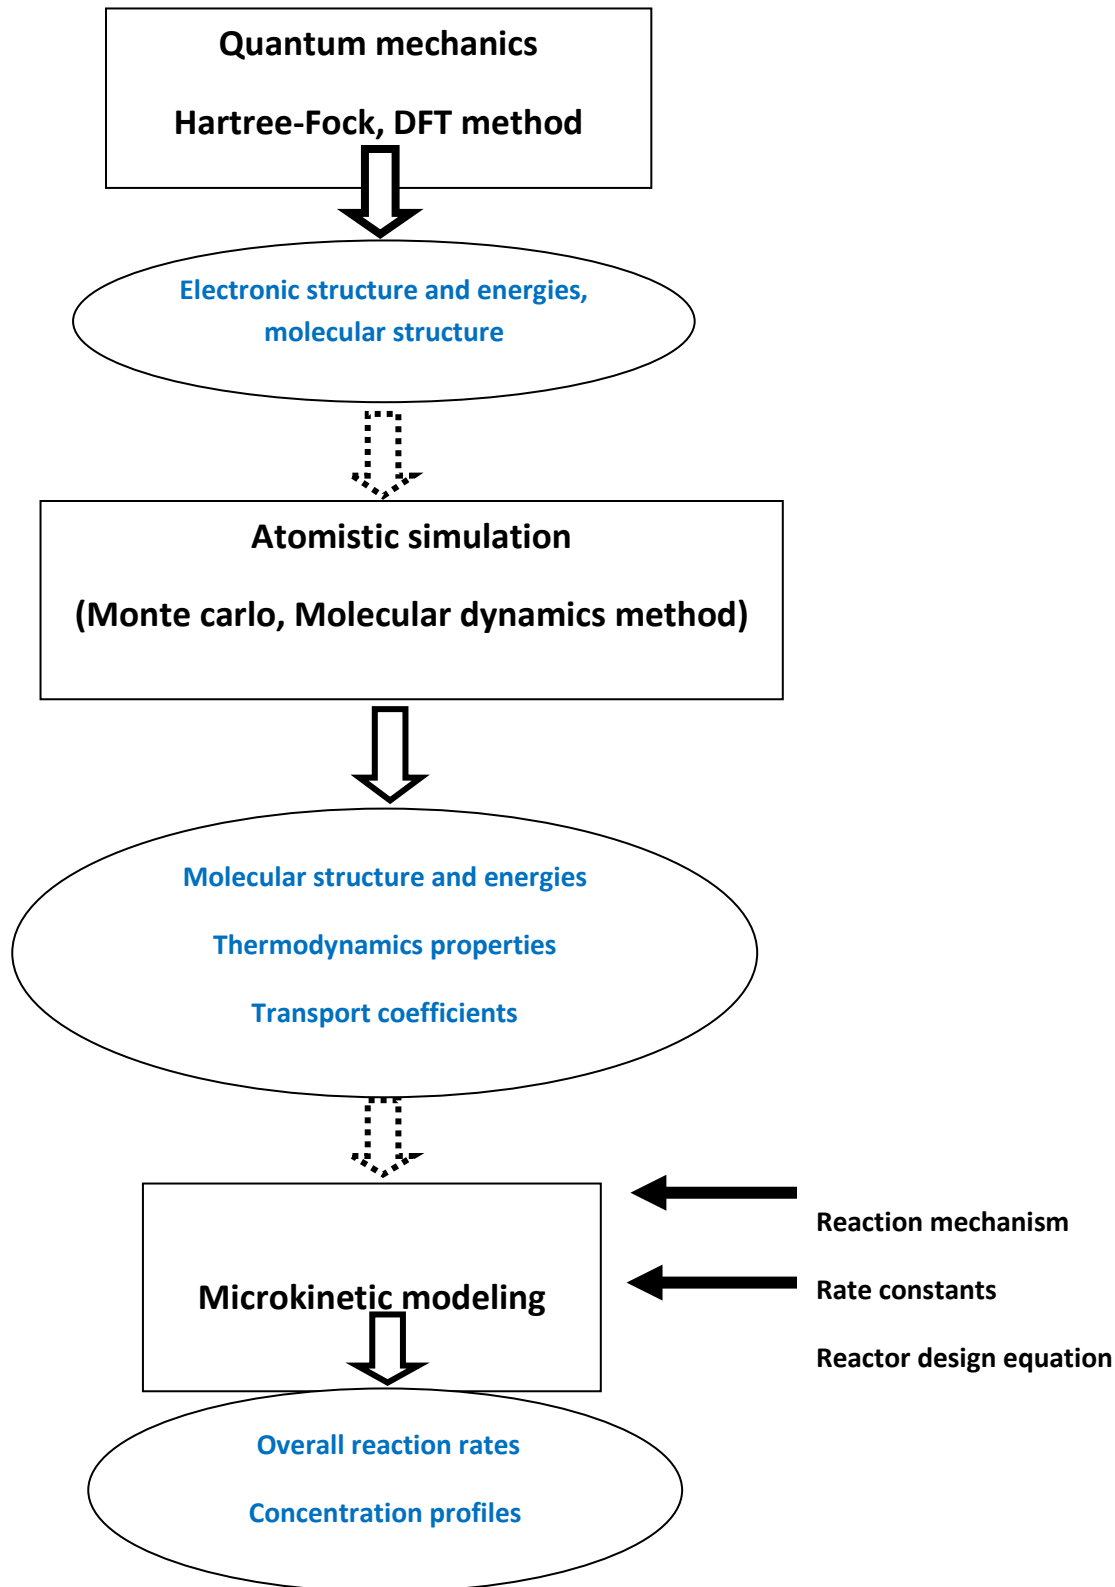 Quantum mechanics
Hartree-Fock, DFT method
Electronic structure and energies,
molecular structure
Atomistic simulation
(Monte carlo, Molecular dynamics method)
Molecular structure and energies
Thermodynamics properties
Transport coefficients
Reaction mechanism
Microkinetic modeling
Rate constants
Reactor design equation
Overall reaction rates
Concentration profiles